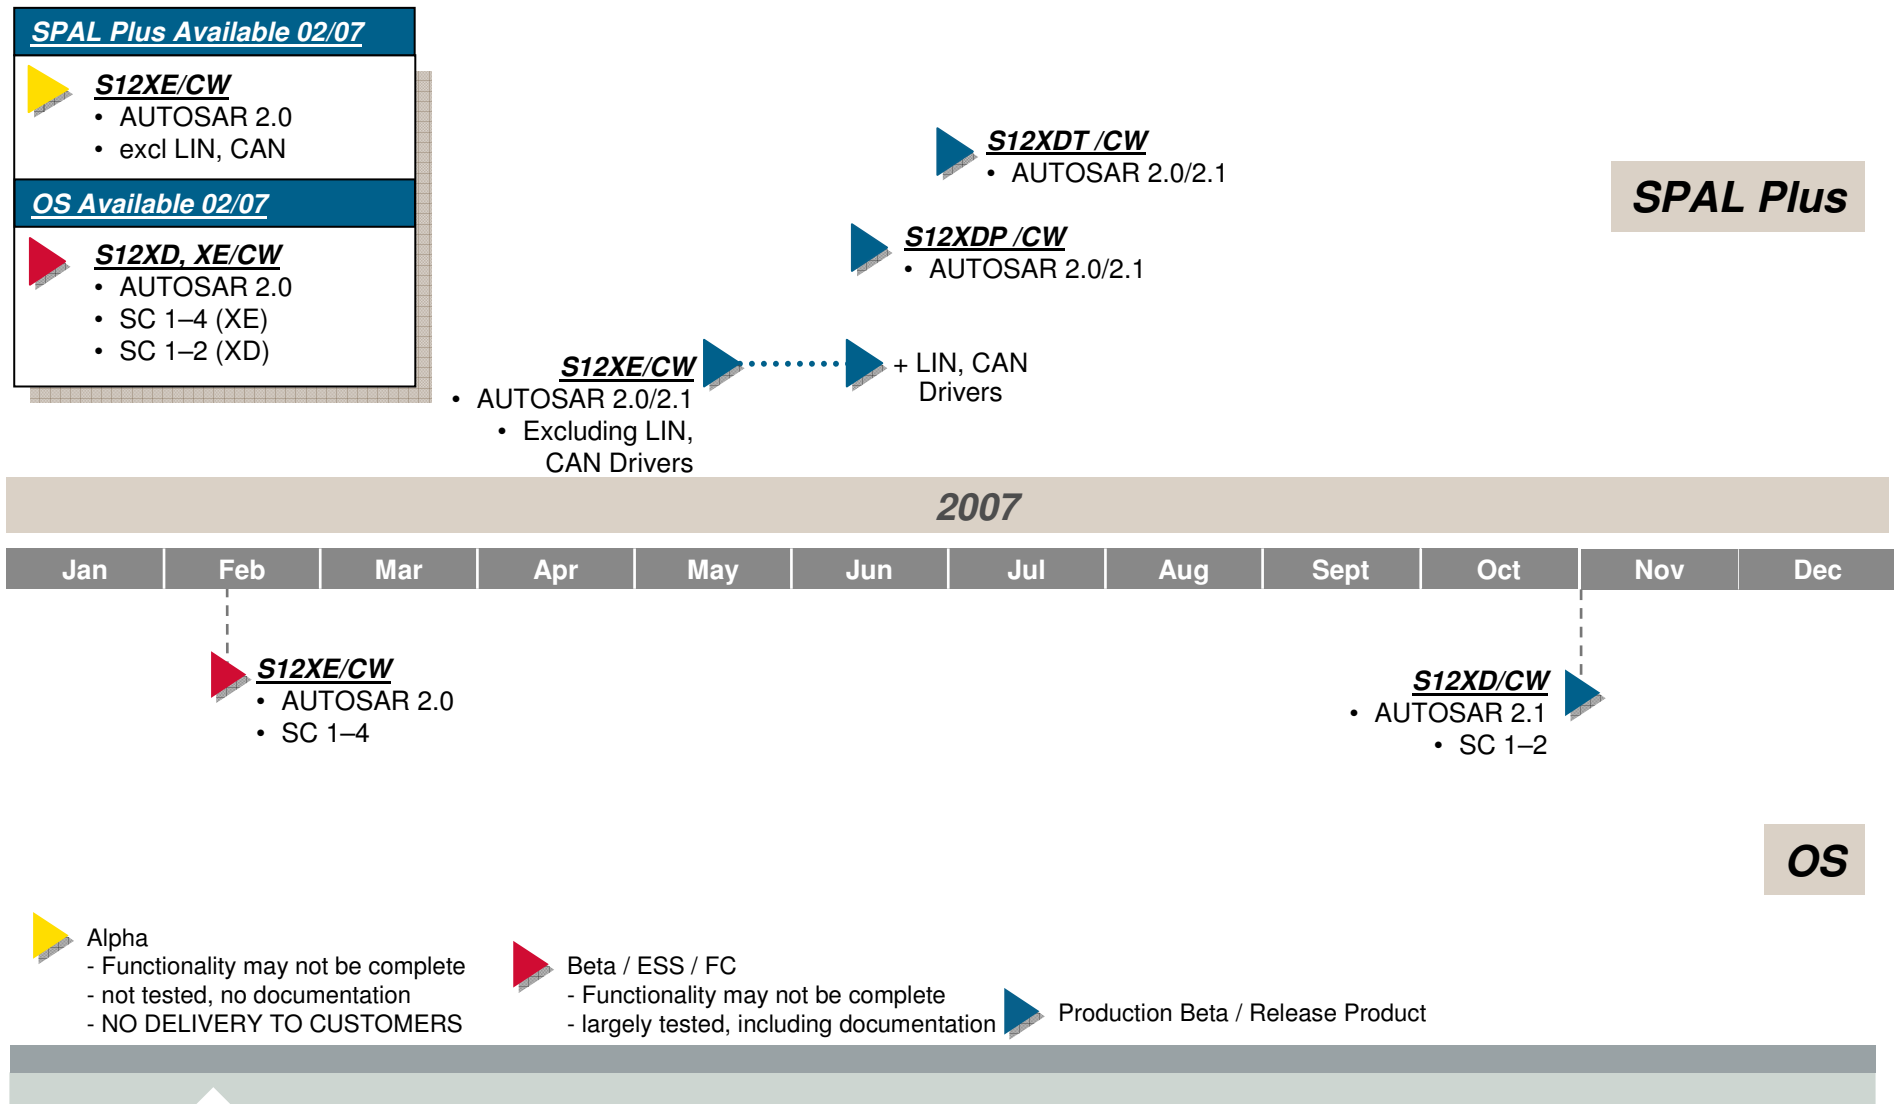 SPAL Plus Available 02/07
S12XE/CW
• AUTOSAR 2.0
• excl LIN, CAN
OS Available 02/07
S12XD, XE/CW
• AUTOSAR 2.0
• SC 1–4 (XE)
• SC 1–2 (XD)
S12XDT /CW
• AUTOSAR 2.0/2.1
SPAL Plus
S12XDP /CW
• AUTOSAR 2.0/2.1
S12XE/CW
• AUTOSAR 2.0/2.1
• Excluding LIN,
CAN Drivers
+ LIN, CAN
Drivers
2007
Jan Feb Mar Apr May Jun Jul Aug Sept Oct Nov Dec
S12XE/CW
• AUTOSAR 2.0
• SC 1–4
S12XD/CW
• AUTOSAR 2.1
• SC 1–2
OS
Alpha
- Functionality may not be complete
- not tested, no documentation
- NO DELIVERY TO CUSTOMERS
Beta / ESS / FC
- Functionality may not be complete
- largely tested, including documentation
Production Beta / Release Product